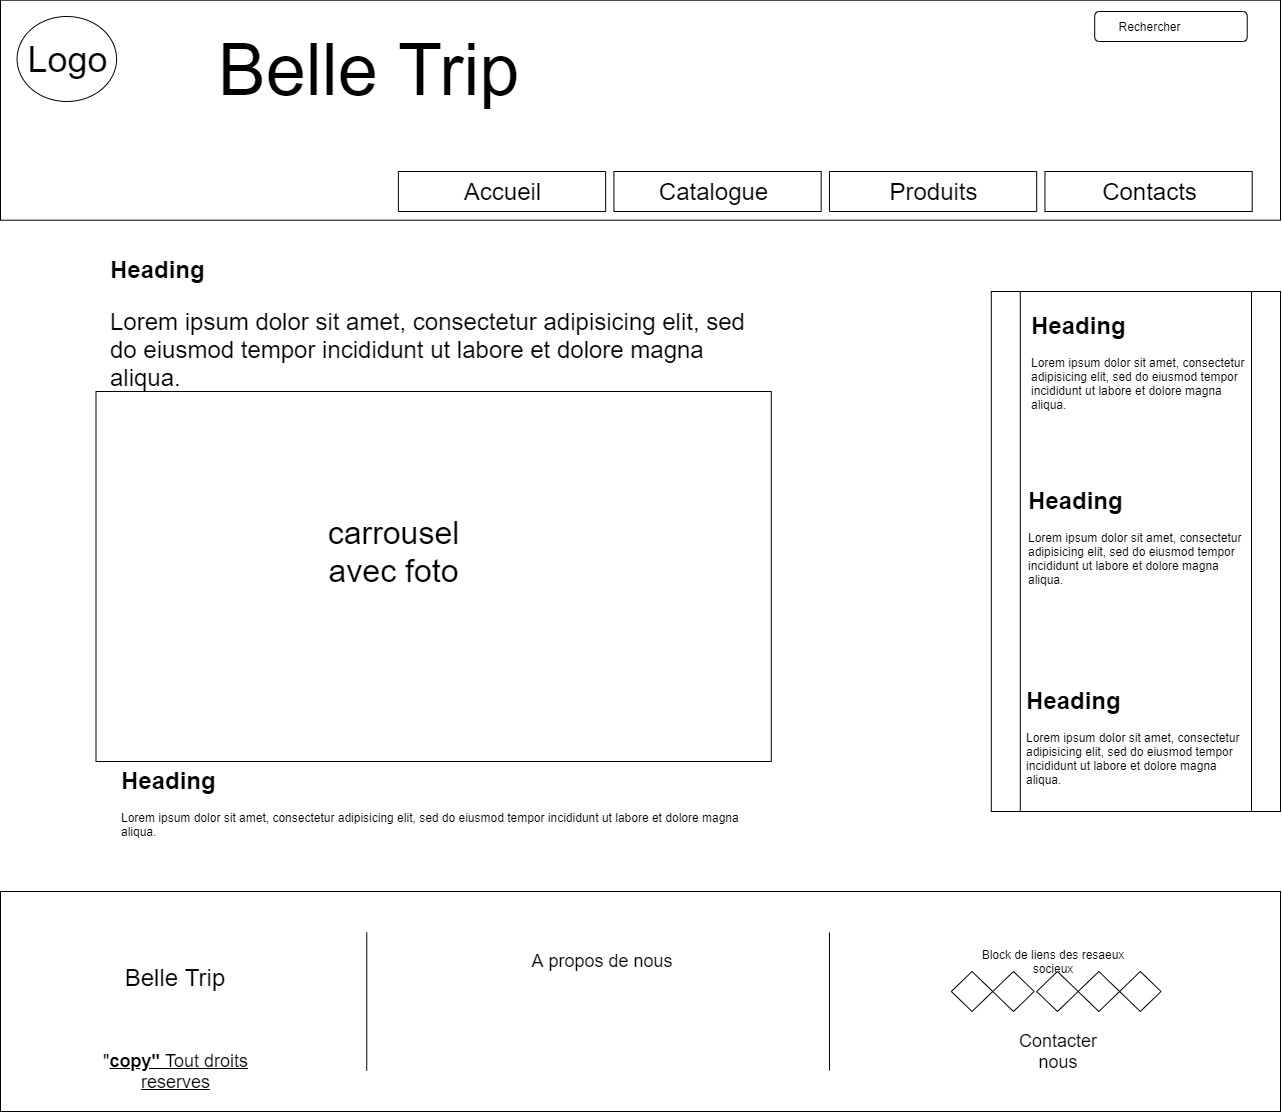 Logo
Belle Trip
Rechercher
Accueil
Catalogue
Produits
Contacts
Heading
Lorem ipsum dolor sit amet, consectetur adipisicing elit, sed
do eiusmod tempor incididunt ut labore et dolore magna
aliqua.
carrousel
avec foto
Heading
Lorem ipsum dolor sit amet, consectetur adipisicing elit, sed do eiusmod tempor incididunt ut labore et dolore magna
aliqua.
Heading
Lorem ipsum dolor sit amet, consectetur
adipisicing elit, sed do eiusmod tempor
incididunt ut labore et dolore magna
aliqua.
Heading
Lorem ipsum dolor sit amet, consectetur
adipisicing elit, sed do eiusmod tempor
incididunt ut labore et dolore magna
aliqua.
Heading
Lorem ipsum dolor sit amet, consectetur
adipisicing elit, sed do eiusmod tempor
incididunt ut labore et dolore magna
aliqua.
Belle Trip
"copy" Tout droits
reserves
A propos de nous
Block de liens des resaeux
socieux
Contacter
nous